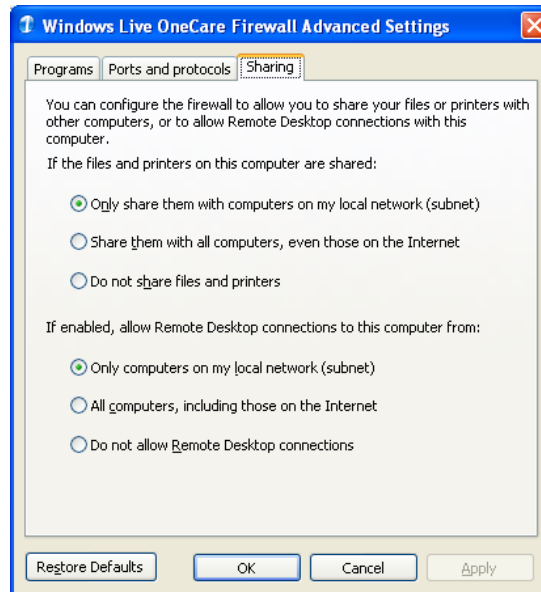 Windows Live OneCare Firewall Advanced Settings
Programs Ports and protocols Sharing
You can configure the firewall to allow you to share your files or printers with
other computers, or to allow Remote Desktop connections with this
computer.
If the files and printers on this computer are shared:
Only share them with computers on my local network (subnet)
Share them with all computers, even those on the Internet
Do not share files and printers
If enabled, allow Remote Desktop connections to this computer from:
Only computers on my local network (subnet)
All computers, including those on the Internet
Do not allow Remote Desktop connections
Restore Defaults OK Cancel Apply